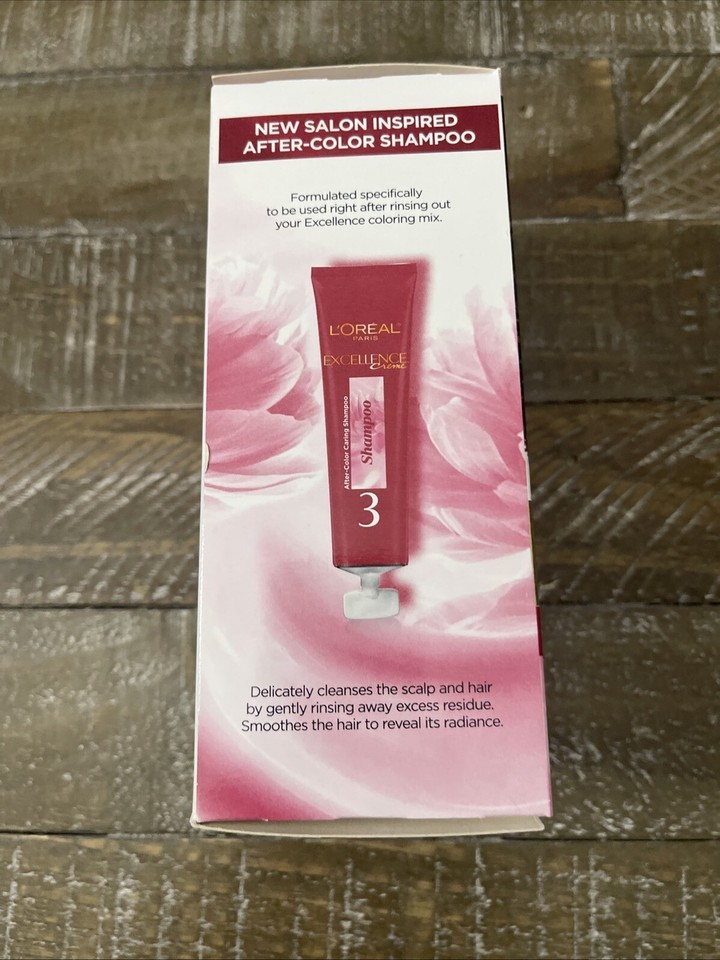 NEW SALON INSPIRED
AFTER-COLOR SHAMPOO
Formulated specifically
to be used right after rinsing out
your Excellence coloring mix.
L'ORÉAL®
PARIS
EXCELLENCE
Creme
After-Color Caring Shampoo
Shampoo
3
Delicately cleanses the scalp and hair
by gently rinsing away excess residue.
Smoothes the hair to reveal its radiance.